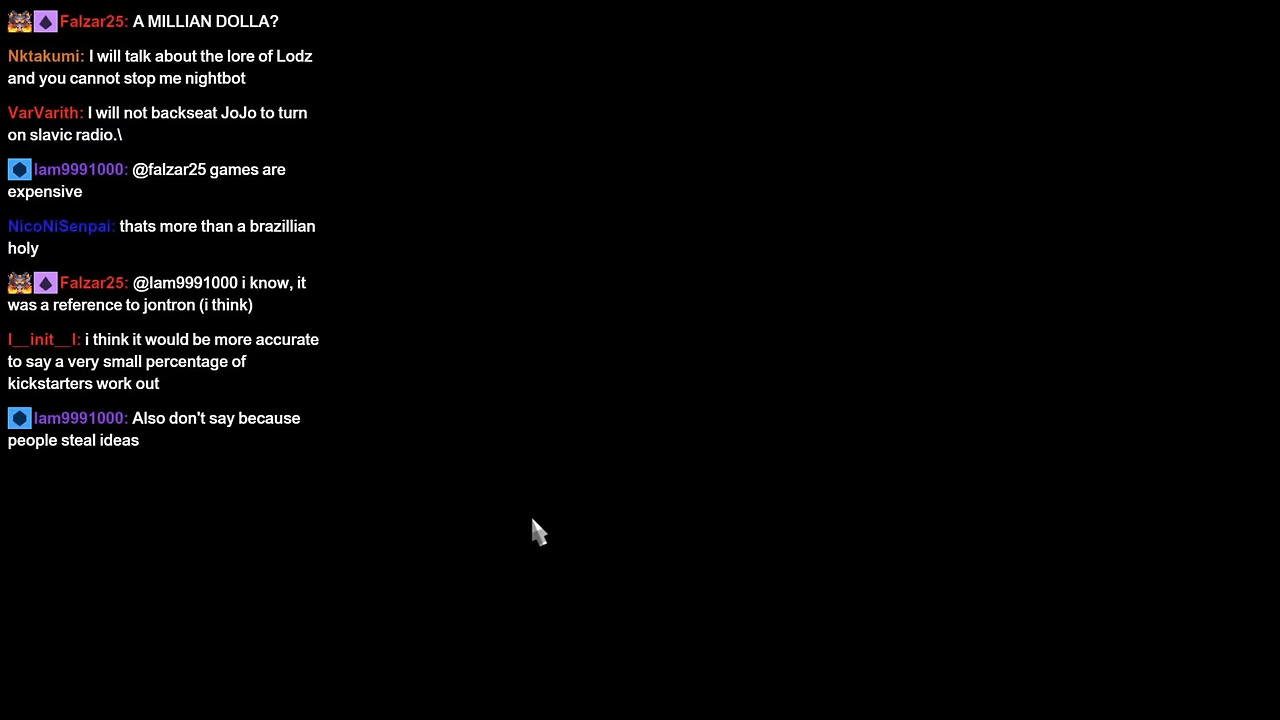 Falzar25: A MILLIAN DOLLA?
Nktakumi: I will talk about the lore of Lodz
and you cannot stop me nightbot
VarVarith: I will not backseat JoJo to turn
on slavic radio.\
Iam9991000: @falzar25 games are
expensive
NicoNiSenpai: thats more than a brazillian
holy
Falzar25: @Iam9991000 i know, it
was a reference to jontron (i think)
I__init__I: i think it would be more accurate
to say a very small percentage of
kickstarters work out
Iam9991000: Also don't say because
people steal ideas